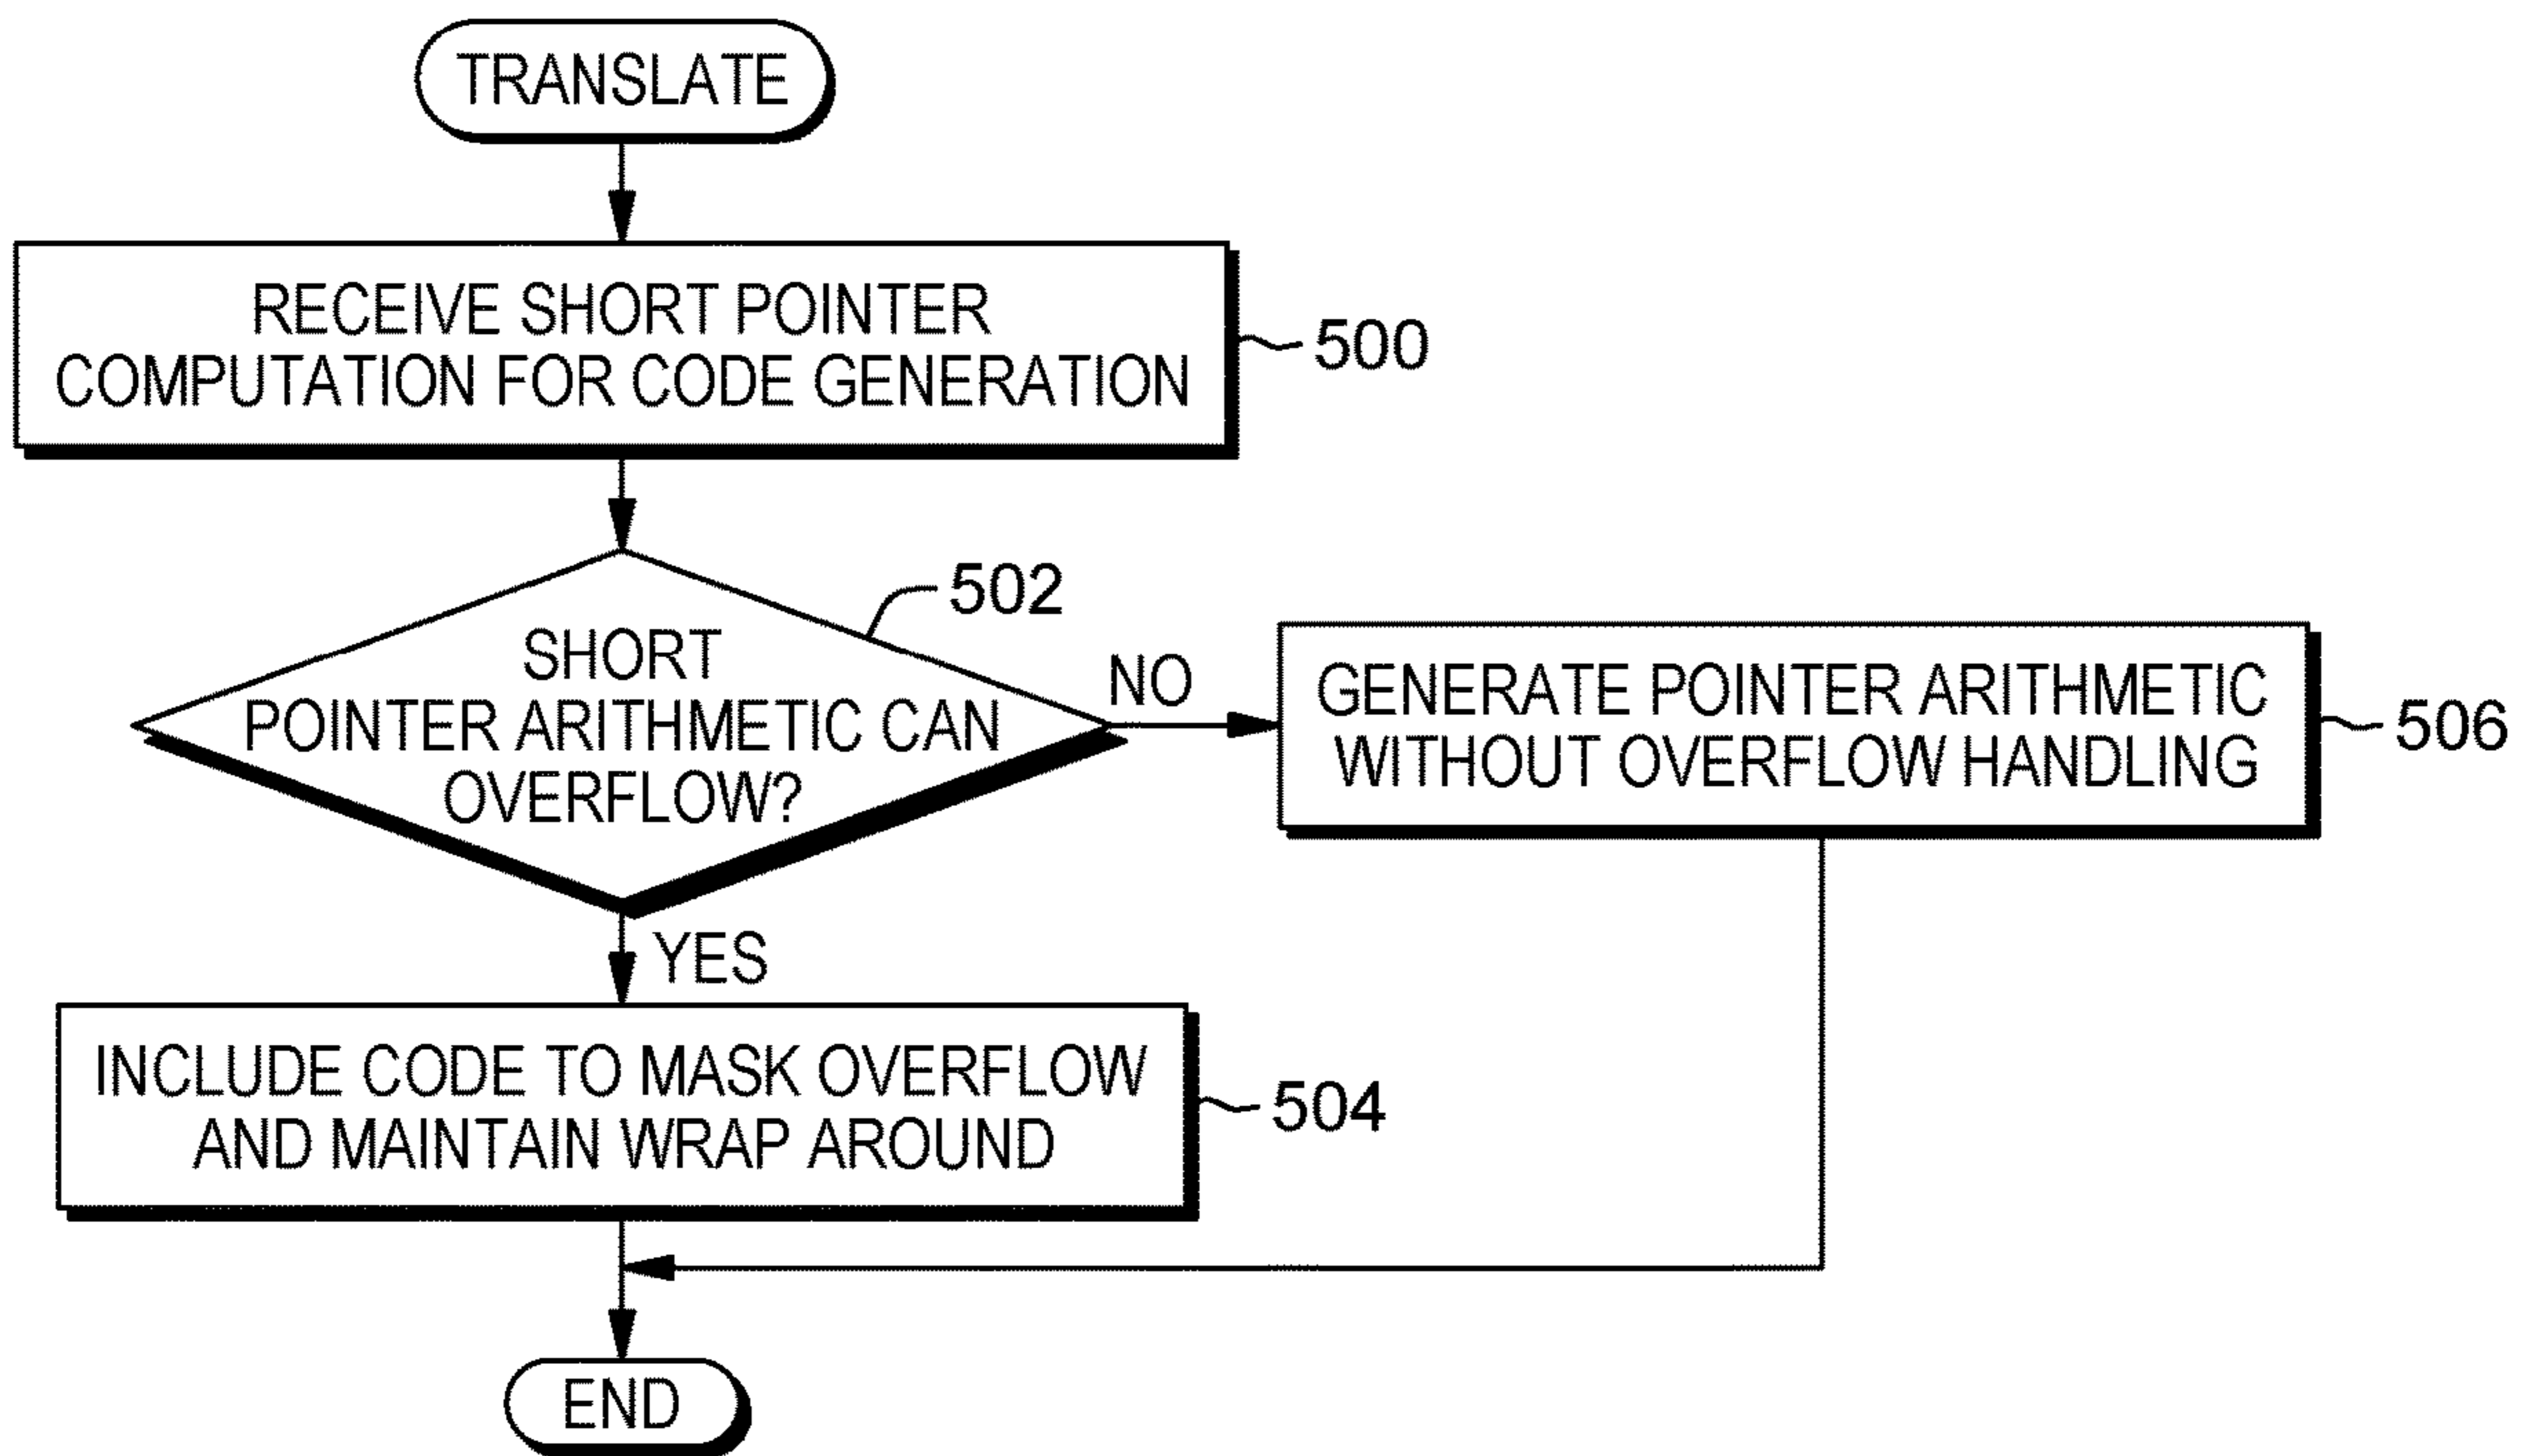 TRANSLATE
RECEIVE SHORT POINTER
COMPUTATION FOR CODE GENERATION
500
502
SHORT
POINTER ARITHMETIC CAN
OVERFLOW?
NO
GENERATE POINTER ARITHMETIC
WITHOUT OVERFLOW HANDLING
506
YES
INCLUDE CODE TO MASK OVERFLOW
AND MAINTAIN WRAP AROUND
504
END